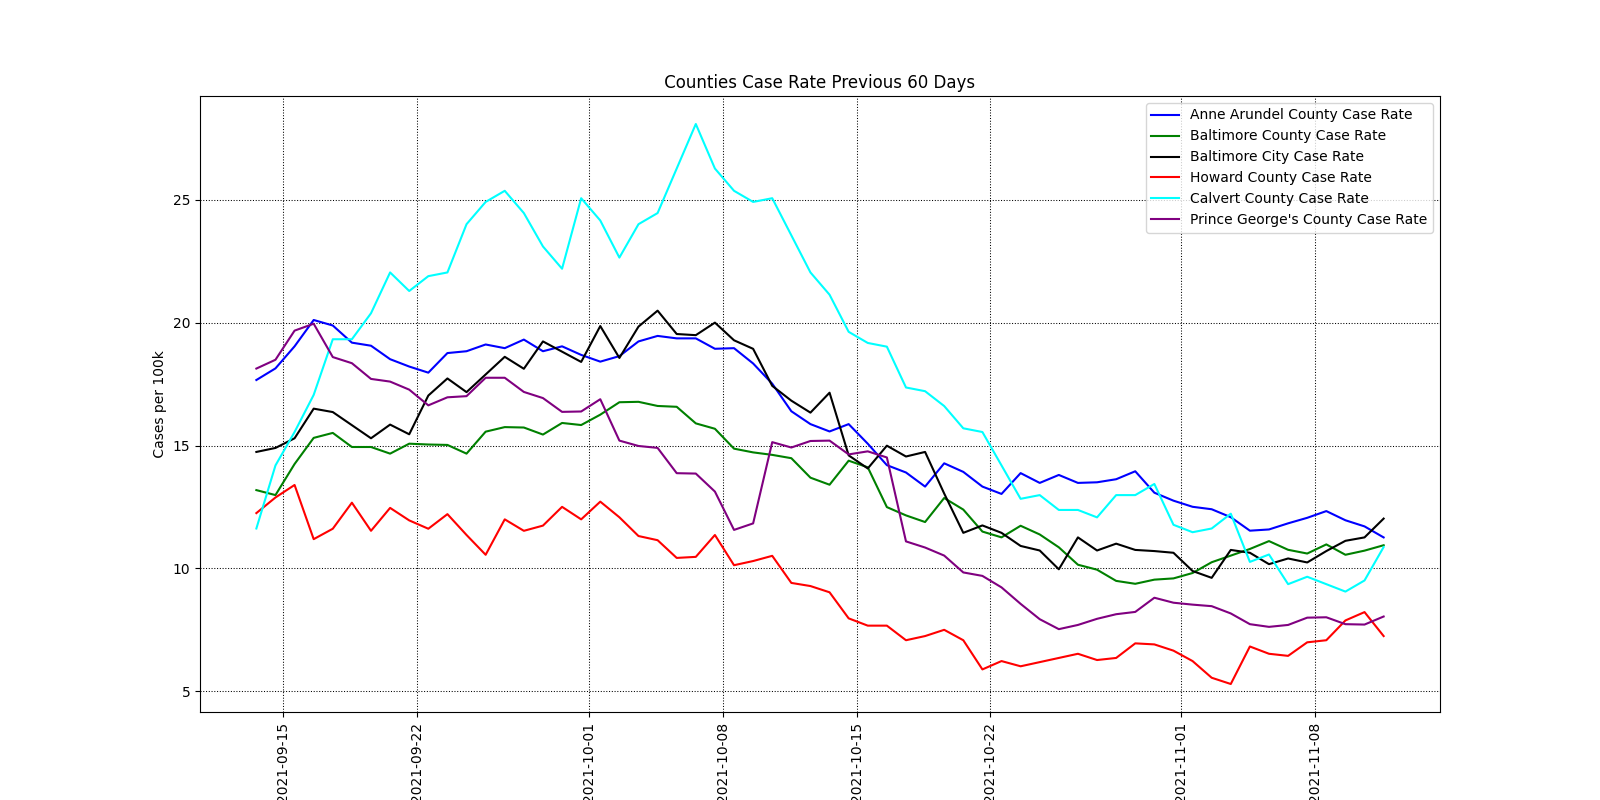 Counties Case Rate Previous 60 Days
Anne Arundel County Case Rate
Baltimore County Case Rate
Baltimore City Case Rate
Howard County Case Rate
Calvert County Case Rate
Prince George's County Case Rate
Cases per 100k
25
20
15
10
5
2021-09-15
2021-09-22
2021-10-01
2021-10-08
2021-10-15
2021-10-22
2021-11-01
2021-11-08